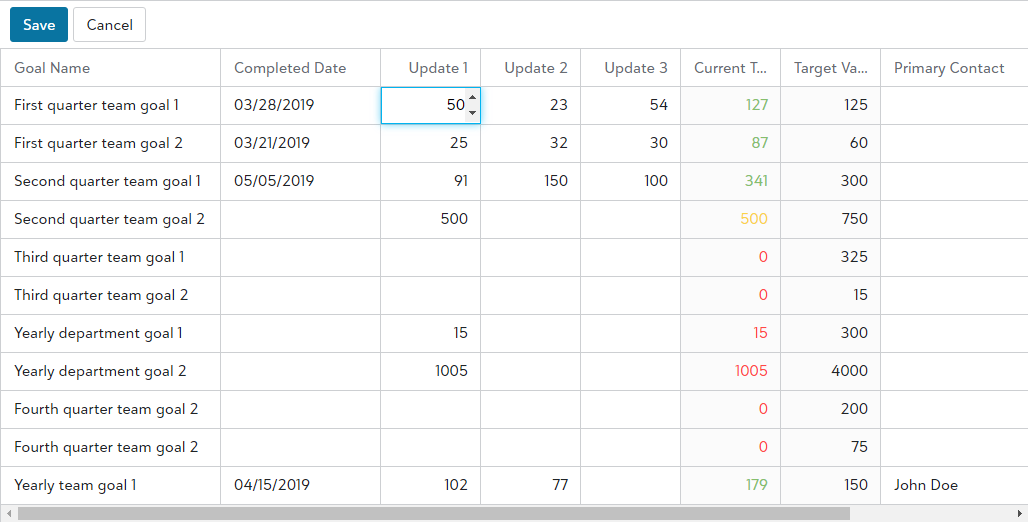 Save Cancel
Goal Name Completed Date Update 1 Update 2 Update 3 Current T... Target Va... Primary Contact
First quarter team goal 1 03/28/2019 50 23 54 127 125
First quarter team goal 2 03/21/2019 25 32 30 87 60
Second quarter team goal 1 05/05/2019 91 150 100 341 300
Second quarter team goal 2 500 500 750
Third quarter team goal 1 0 325
Third quarter team goal 2 0 15
Yearly department goal 1 15 15 300
Yearly department goal 2 1005 1005 4000
Fourth quarter team goal 2 0 200
Fourth quarter team goal 2 0 75
Yearly team goal 1 04/15/2019 102 77 179 150 John Doe